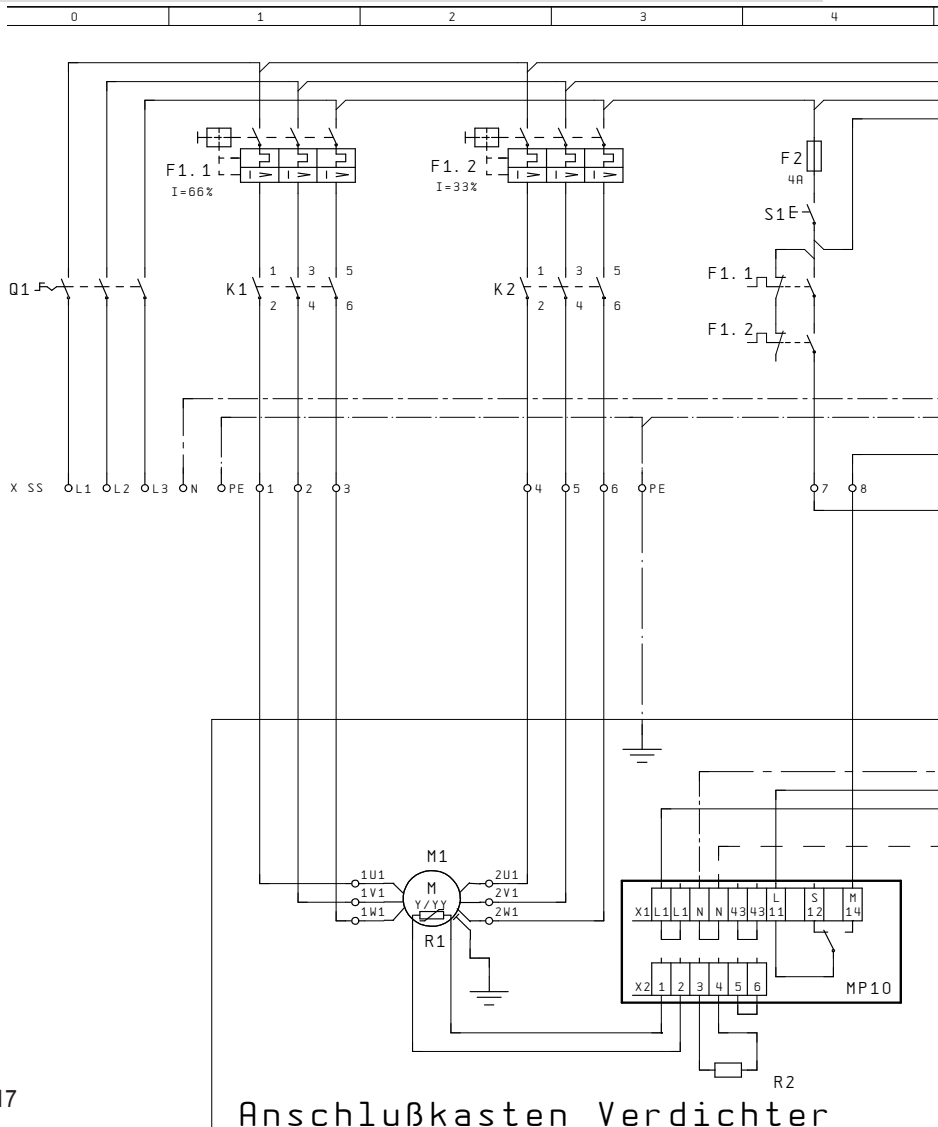 0 1 2 3 4
F1.1
I=66%
F1.2
I=33%
F2
4A
S1
Q1
K1
1 3 5
2 4 6
K2
1 3 5
2 4 6
F1.1
F1.2
X SS L1 L2 L3 N PE 1 2 3 4 5 6 PE 7 8
M1
1U1
1V1
1W1
M
Y/YY
2U1
2V1
2W1
R1
X1 L1 L1 N N 43 43 L 11 S 12 M 14
X2 1 2 3 4 5 6
MP10
R2
17
Anschlußkasten Verdichter